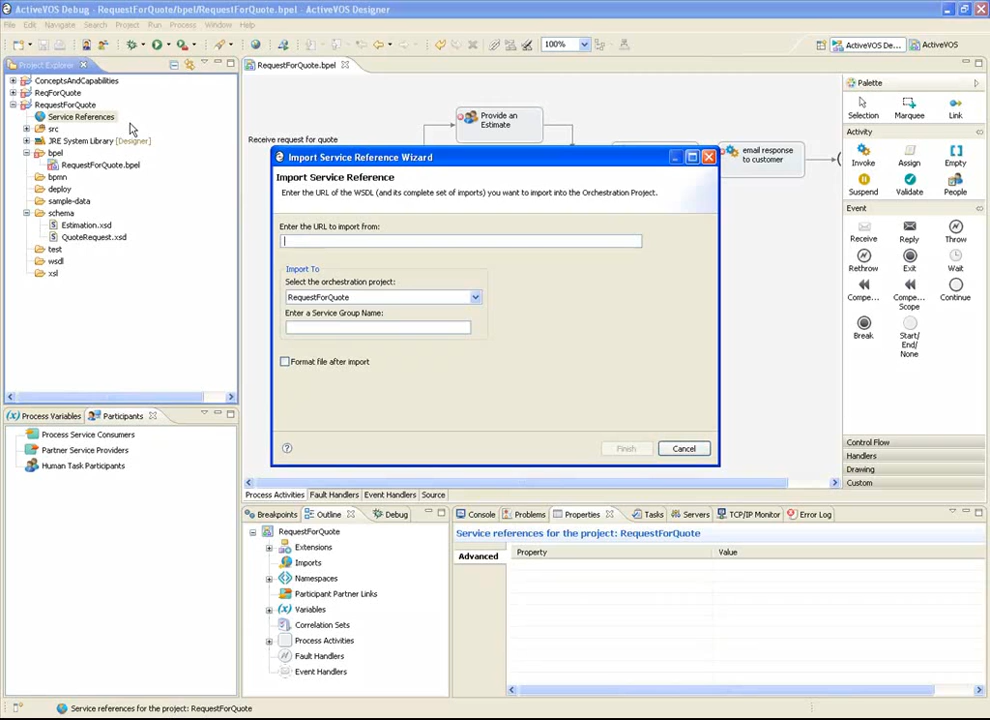 ActiveVOS Debug - RequestForQuote/bpel/RequestForQuote.bpel - ActiveVOS Designer
File Edit Navigate Search Project Run Process Window Help
100%
ActiveVOS De...
ActiveVOS
Project Explorer
ConceptsAndCapabilities
ReqForQuote
RequestForQuote
Service References
src
JRE System Library [Designer]
bpel
RequestForQuote.bpel
bpmn
deploy
sample-data
schema
Estimation.xsd
QuoteRequest.xsd
test
wsdl
xsl
RequestForQuote.bpel
Receive request for quote
Provide an
Estimate
email response
to customer
Import Service Reference Wizard
Import Service Reference
Enter the URL of the WSDL (and its complete set of imports) you want to import into the Orchestration Project.
Enter the URL to import from:
Import To
Select the orchestration project:
RequestForQuote
Enter a Service Group Name:
Format file after import
Finish
Cancel
Palette
Selection
Marquee
Link
Activity
Invoke
Assign
Empty
Suspend
Validate
People
Event
Receive
Reply
Throw
Rethrow
Exit
Wait
Compe...
Compe...
Scope
Continue
Break
Start/
End/
None
Control Flow
Handlers
Drawing
Custom
Process Variables
Participants
Process Service Consumers
Partner Service Providers
Human Task Participants
Process Activities
Fault Handlers
Event Handlers
Source
Breakpoints
Outline
Debug
RequestForQuote
Extensions
Imports
Namespaces
Participant Partner Links
Variables
Correlation Sets
Process Activities
Fault Handlers
Event Handlers
Console
Problems
Properties
Tasks
Servers
TCP/IP Monitor
Error Log
Service references for the project: RequestForQuote
Advanced
Property
Value
Service references for the project: RequestForQuote